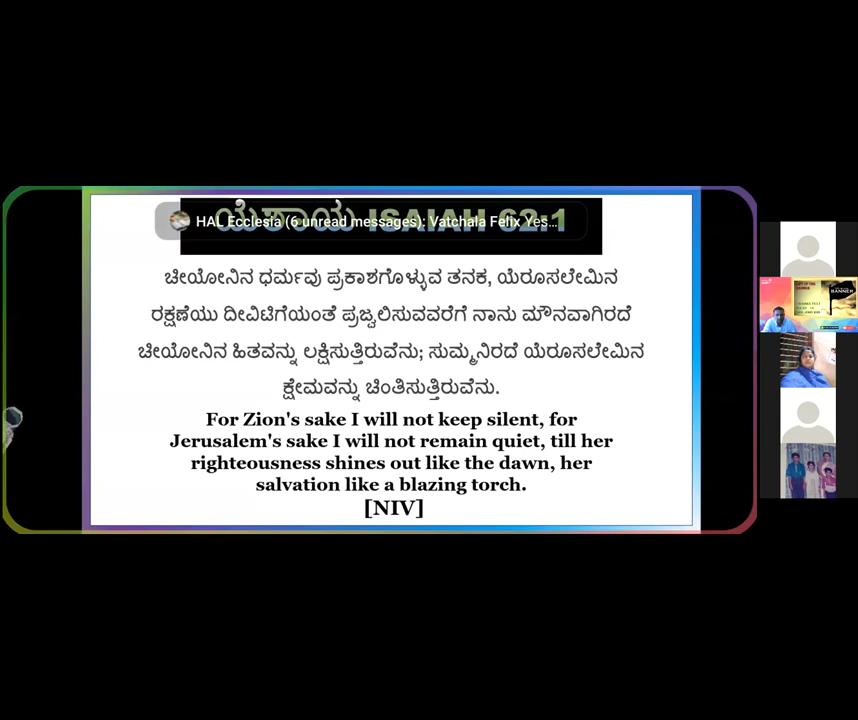 ಯೆಶಾಯ ISAIAH 62:1
HAL Ecclesia (6 unread messages): Vatchala Felix Yes...
ಚೀಯೋನಿನ ಧರ್ಮವು ಪ್ರಕಾಶಗೊಳ್ಳುವ ತನಕ, ಯೆರೂಸಲೇಮಿನ
ರಕ್ಷಣೆಯು ದೀವಿಟಿಗೆಯಂತೆ ಪ್ರಜ್ವಲಿಸುವವರೆಗೆ ನಾನು ಮೌನವಾಗಿರದೆ
ಚೀಯೋನಿನ ಹಿತವನ್ನು ಲಕ್ಷಿಸುತ್ತಿರುವೆನು; ಸುಮ್ಮನಿರದೆ ಯೆರೂಸಲೇಮಿನ
ಕ್ಷೇಮವನ್ನು ಚಿಂತಿಸುತ್ತಿರುವೆನು.
For Zion's sake I will not keep silent, for
Jerusalem's sake I will not remain quiet, till her
righteousness shines out like the dawn, her
salvation like a blazing torch.
[NIV]
BANNER